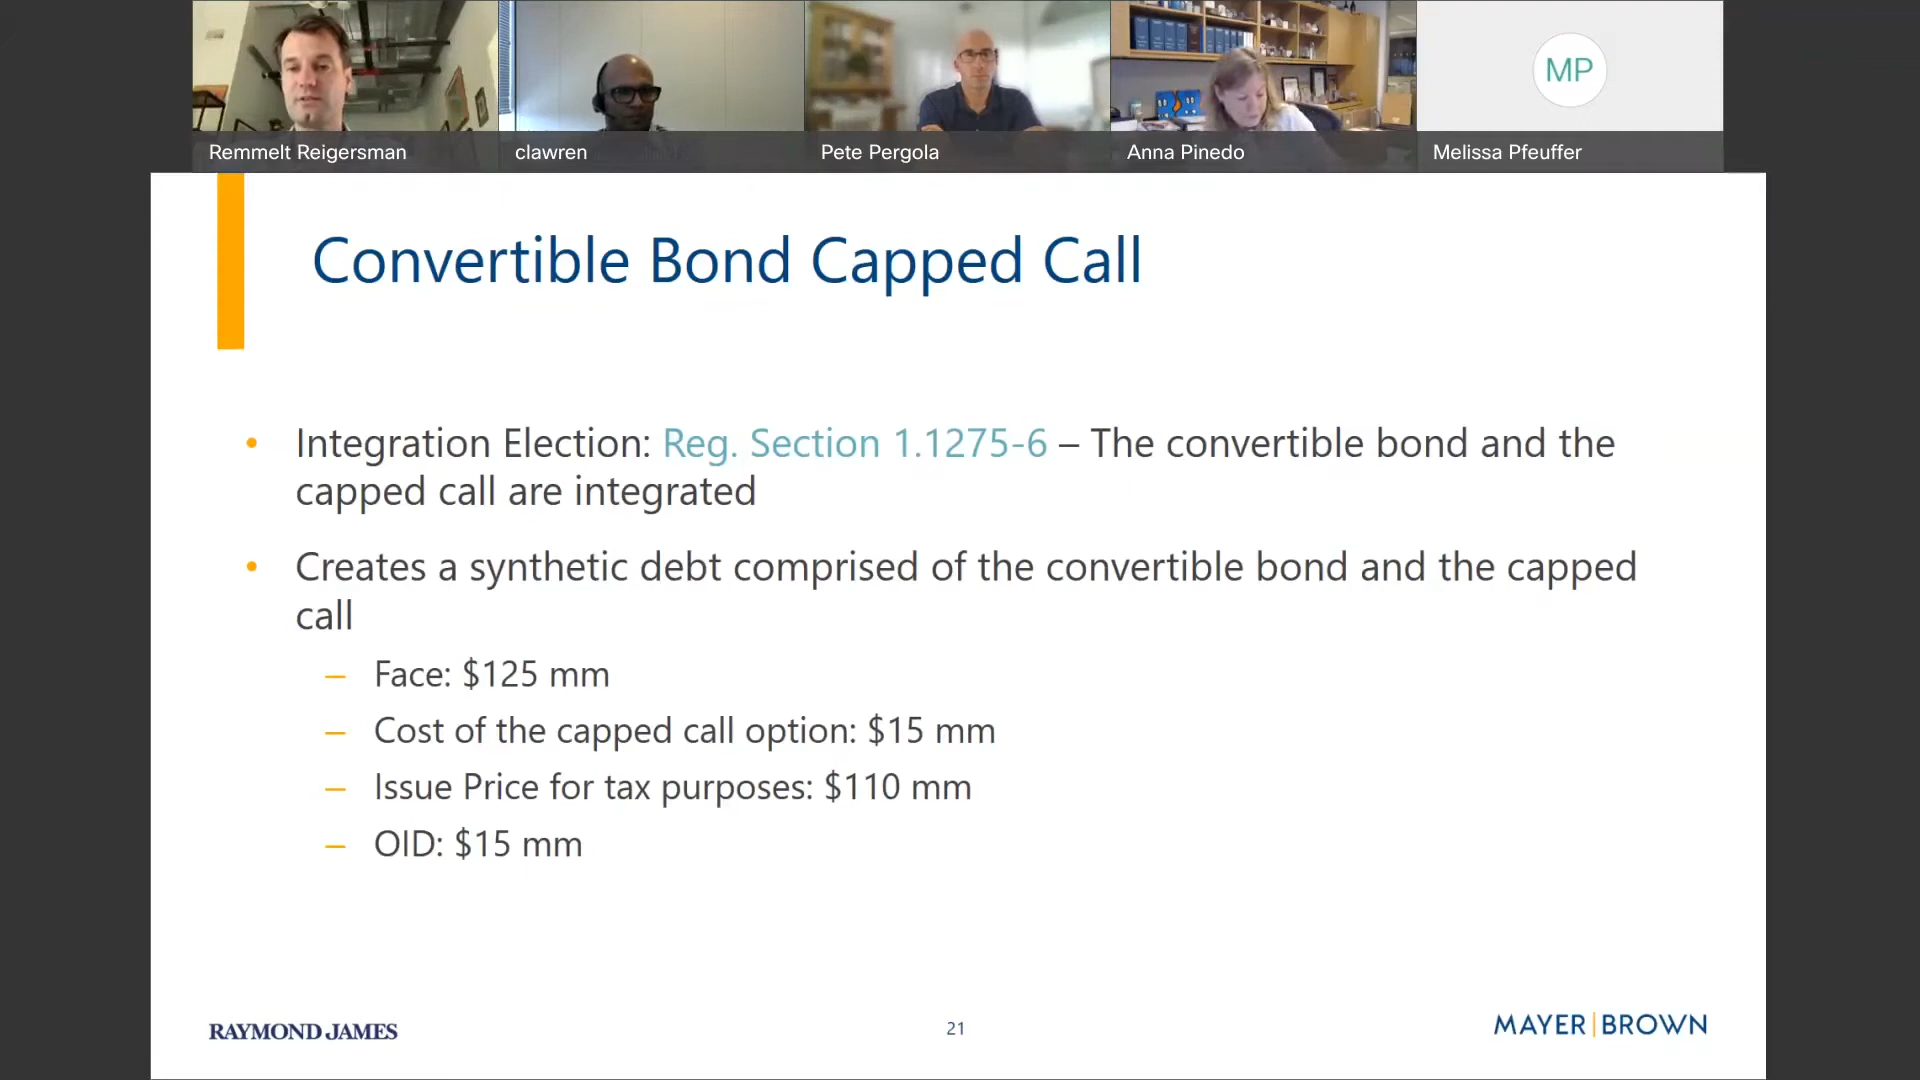 MP
Remmelt Reigersman
clawren
Pete Pergola
Anna Pinedo
Melissa Pfeuffer
Convertible Bond Capped Call
• Integration Election: Reg. Section 1.1275-6 – The convertible bond and the
capped call are integrated
• Creates a synthetic debt comprised of the convertible bond and the capped
call
– Face: $125 mm
– Cost of the capped call option: $15 mm
– Issue Price for tax purposes: $110 mm
– OID: $15 mm
RAYMOND JAMES
21
MAYER|BROWN